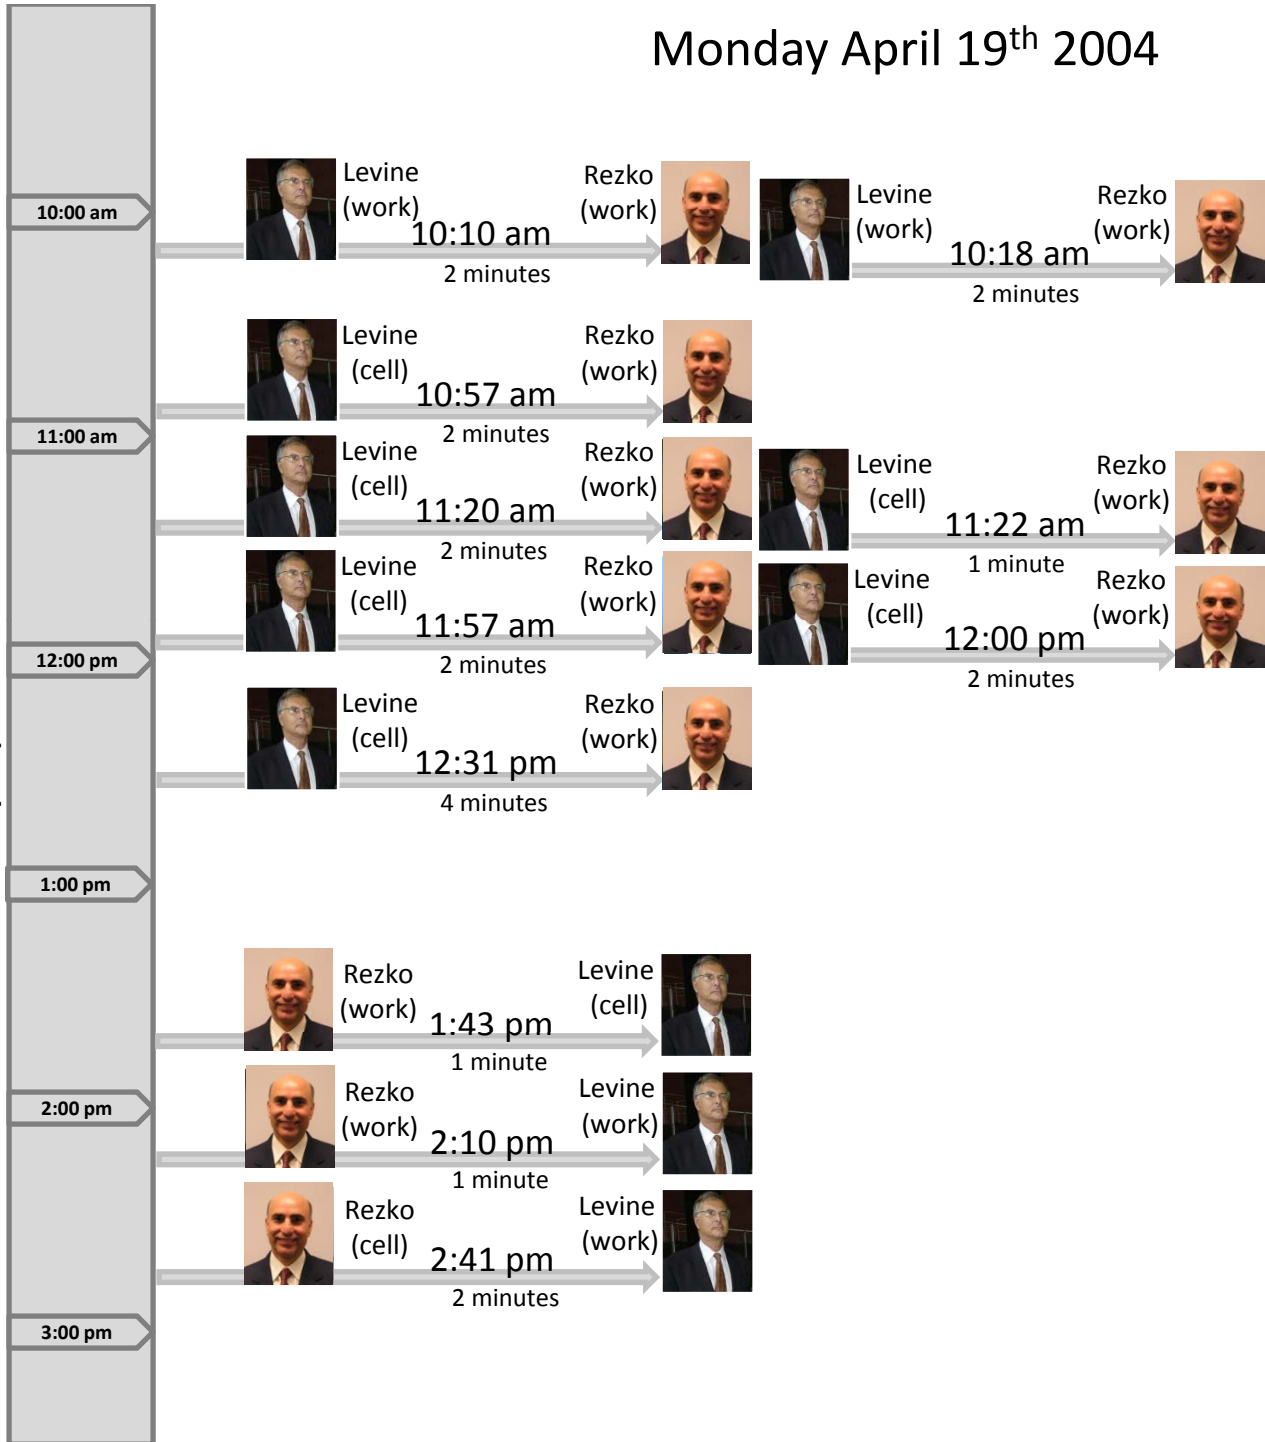 Monday April 19th 2004
10:00 am
Levine
(work)
10:10 am
2 minutes
Rezko
(work)
Levine
(work)
10:18 am
2 minutes
Rezko
(work)
Levine
(cell)
10:57 am
2 minutes
Rezko
(work)
11:00 am
Levine
(cell)
11:20 am
2 minutes
Rezko
(work)
Levine
(cell)
11:22 am
1 minute
Rezko
(work)
Levine
(cell)
11:57 am
2 minutes
Rezko
(work)
Levine
(cell)
12:00 pm
2 minutes
Rezko
(work)
12:00 pm
Levine
(cell)
12:31 pm
4 minutes
Rezko
(work)
1:00 pm
Rezko
(work)
1:43 pm
1 minute
Levine
(cell)
2:00 pm
Rezko
(work)
2:10 pm
1 minute
Levine
(work)
Rezko
(cell)
2:41 pm
2 minutes
Levine
(work)
3:00 pm